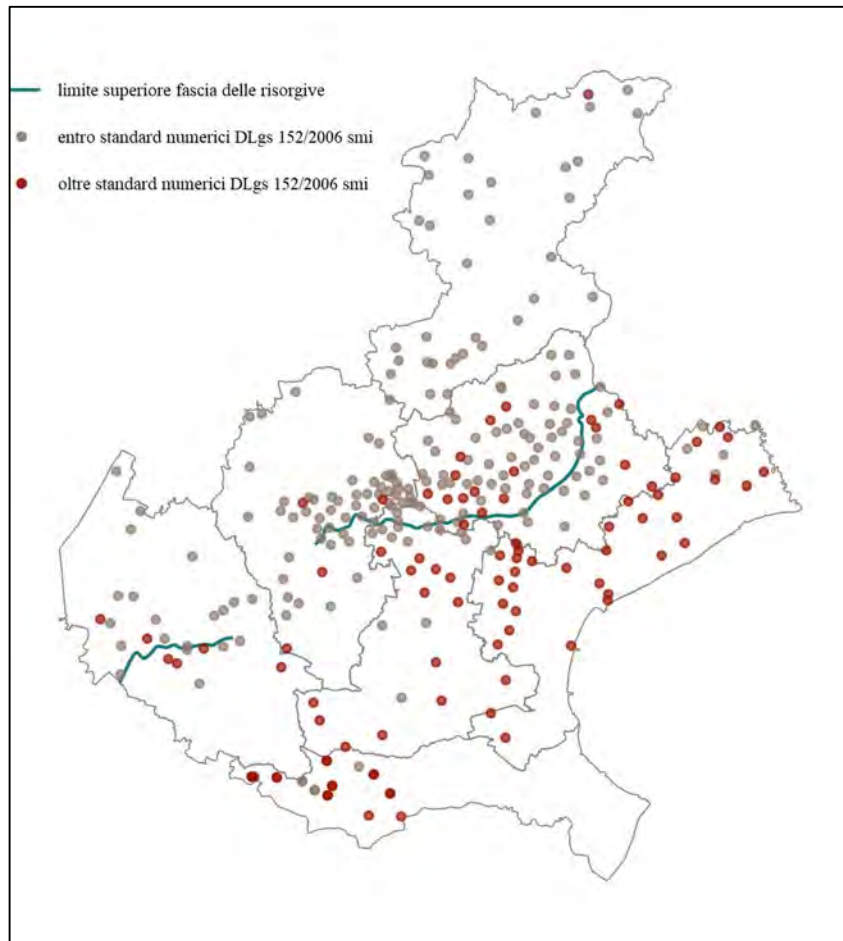 limite superiore fascia delle risorgive
entro standard numerici DLgs 152/2006 smi
oltre standard numerici DLgs 152/2006 smi